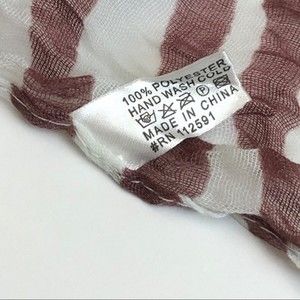 100% POLYESTER
HAND WASH COLD
MADE IN CHINA
#RN 112591